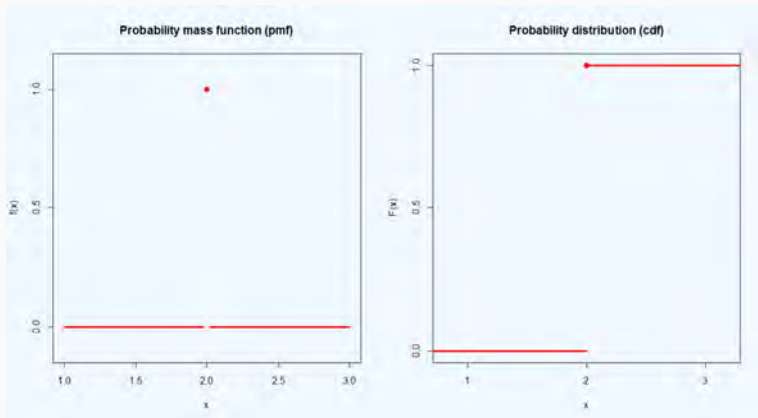 Probability mass function (pmf)
1.0
0.5
0.0
f(x)
1.0
1.5
2.0
2.5
3.0
x
Probability distribution (cdf)
1.0
0.5
0.0
F(x)
1
2
3
x